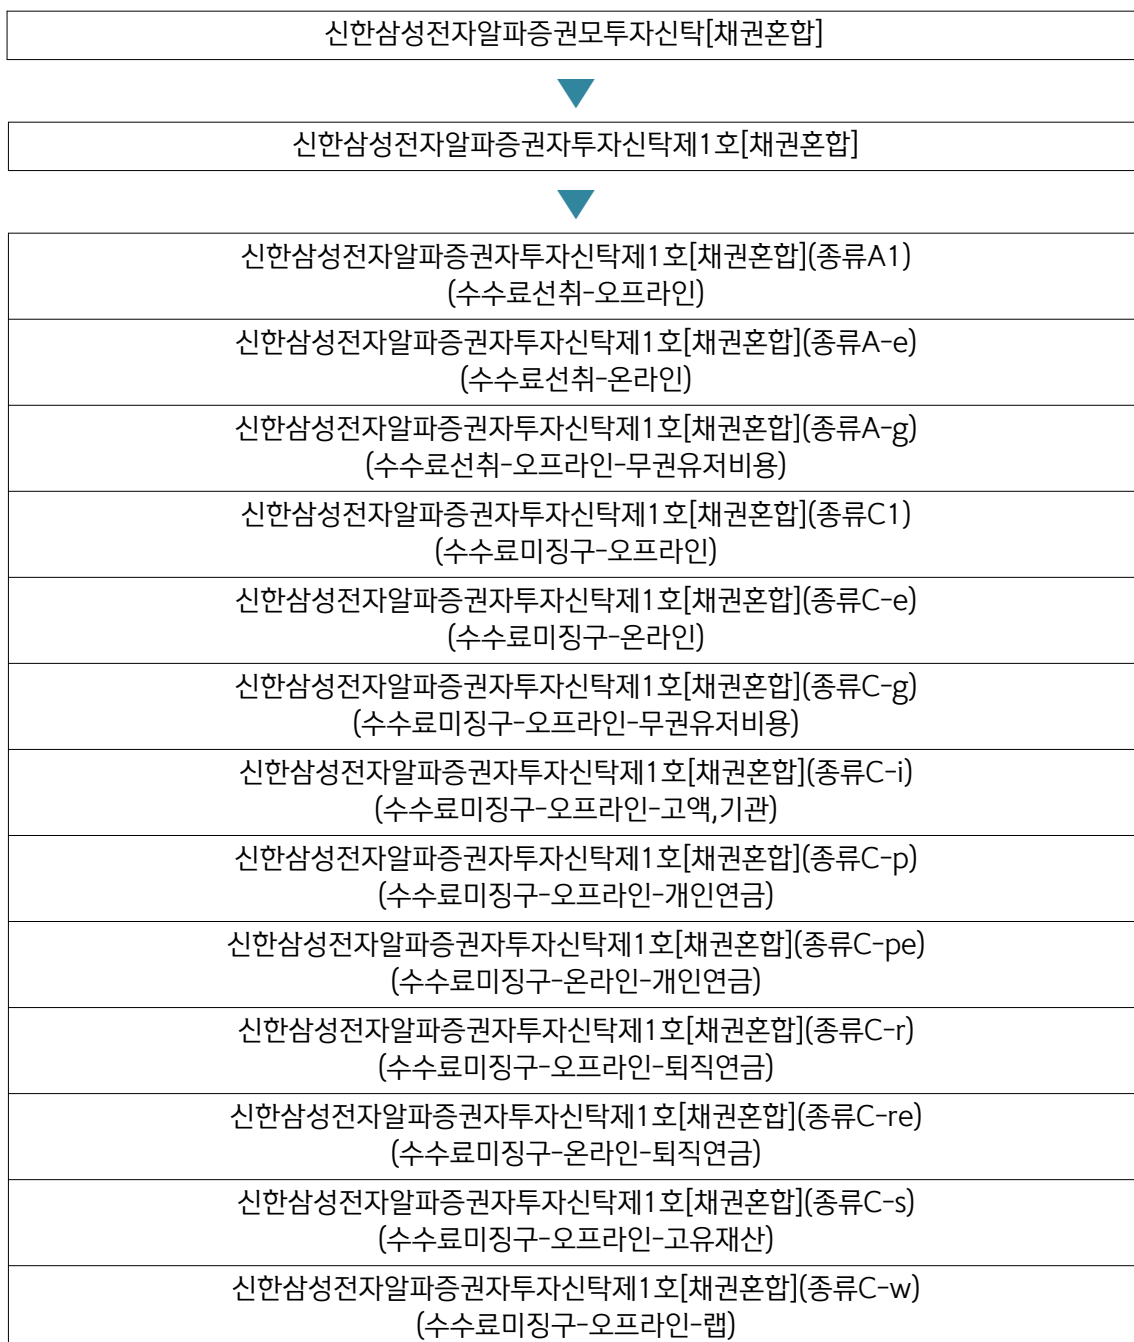 신한삼성전자알파증권모투자신탁[채권혼합]
신한삼성전자알파증권자투자신탁제1호[채권혼합]
신한삼성전자알파증권자투자신탁제1호[채권혼합](종류A1)
(수수료선취-오프라인)
신한삼성전자알파증권자투자신탁제1호[채권혼합](종류A-e)
(수수료선취-온라인)
신한삼성전자알파증권자투자신탁제1호[채권혼합](종류A-g)
(수수료선취-오프라인-무권유저비용)
신한삼성전자알파증권자투자신탁제1호[채권혼합](종류C1)
(수수료미징구-오프라인)
신한삼성전자알파증권자투자신탁제1호[채권혼합](종류C-e)
(수수료미징구-온라인)
신한삼성전자알파증권자투자신탁제1호[채권혼합](종류C-g)
(수수료미징구-오프라인-무권유저비용)
신한삼성전자알파증권자투자신탁제1호[채권혼합](종류C-i)
(수수료미징구-오프라인-고액,기관)
신한삼성전자알파증권자투자신탁제1호[채권혼합](종류C-p)
(수수료미징구-오프라인-개인연금)
신한삼성전자알파증권자투자신탁제1호[채권혼합](종류C-pe)
(수수료미징구-온라인-개인연금)
신한삼성전자알파증권자투자신탁제1호[채권혼합](종류C-r)
(수수료미징구-오프라인-퇴직연금)
신한삼성전자알파증권자투자신탁제1호[채권혼합](종류C-re)
(수수료미징구-온라인-퇴직연금)
신한삼성전자알파증권자투자신탁제1호[채권혼합](종류C-s)
(수수료미징구-오프라인-고유재산)
신한삼성전자알파증권자투자신탁제1호[채권혼합](종류C-w)
(수수료미징구-오프라인-랩)